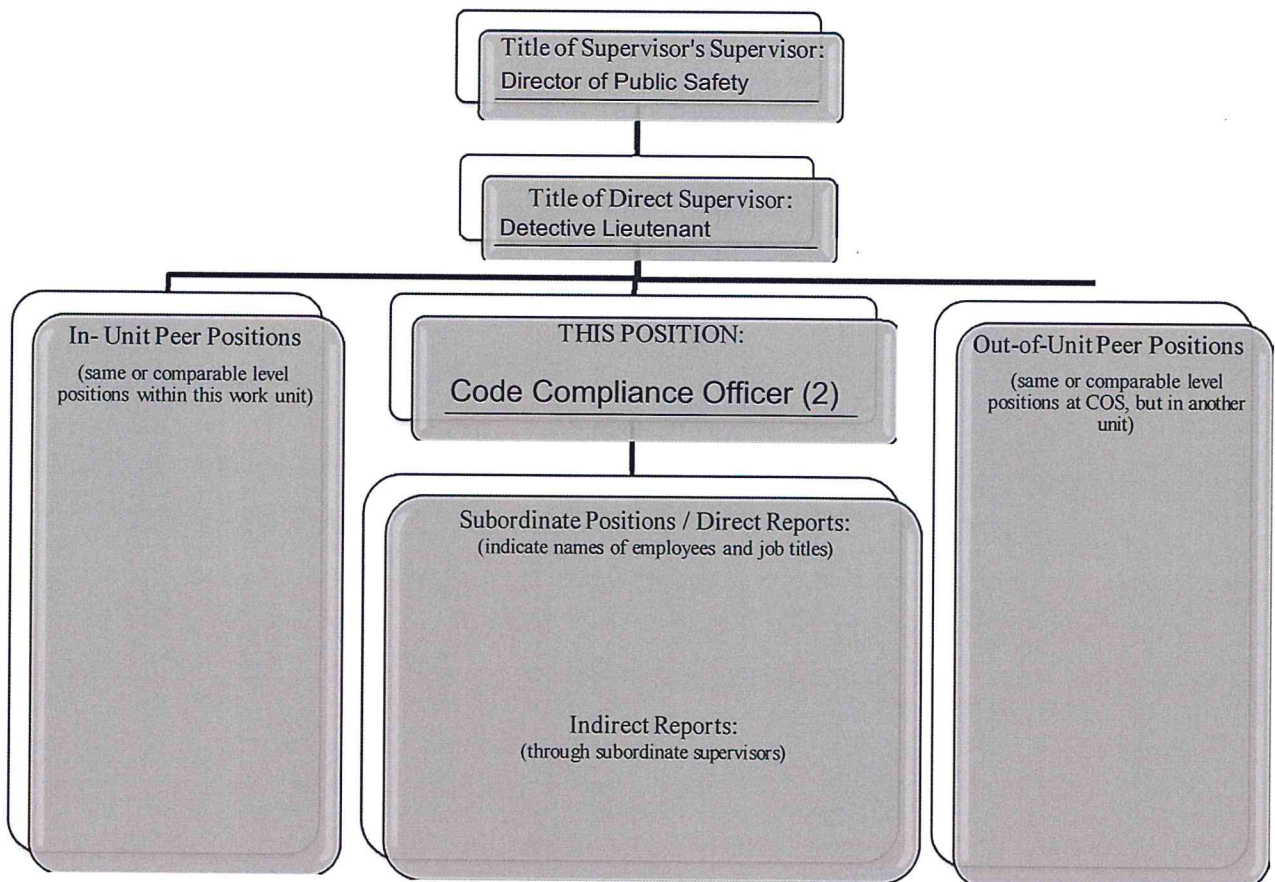 Title of Supervisor's Supervisor:
Director of Public Safety
Title of Direct Supervisor:
Detective Lieutenant
In- Unit Peer Positions
(same or comparable level
positions within this work unit)
THIS POSITION:
Code Compliance Officer (2)
Out-of-Unit Peer Positions
(same or comparable level
positions at COS, but in another
unit)
Subordinate Positions / Direct Reports:
(indicate names of employees and job titles)
Indirect Reports:
(through subordinate supervisors)